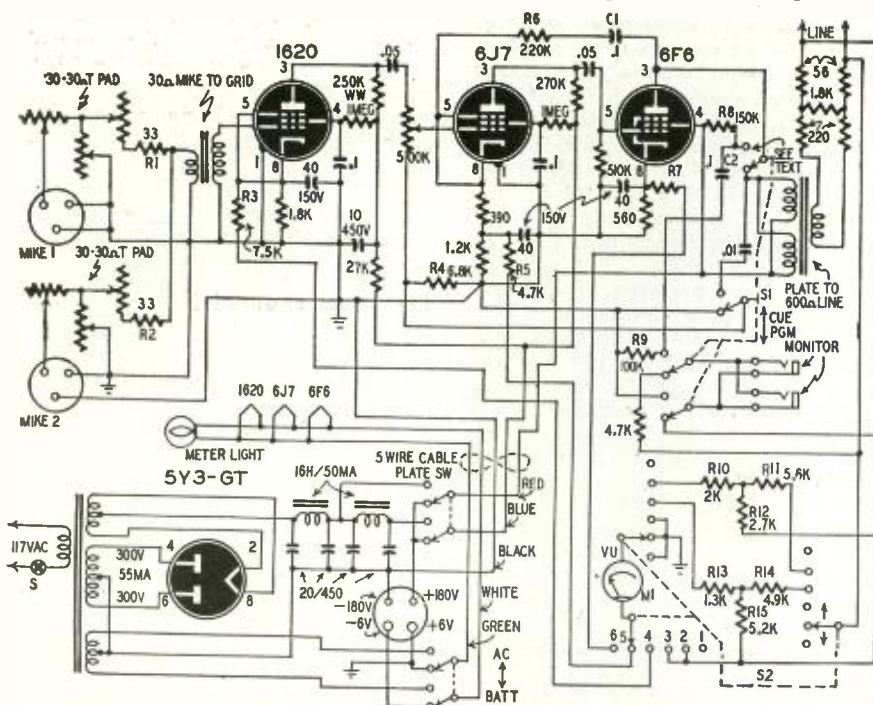 R6
220K
C1
.1
LINE
1620
3
.05
6J7
3
.05
6F6
3
30-30ΩT PAD
30Ω MIKE TO GRID
250K
WW
1MEG
270K
1MEG
56
1.8K
220
33
R1
5
4
1
8
5
4
8
1
5
4
8
R8
150K
SEE
TEXT
500K
.1
.1
510K
R7
.1
C2
R3
40
150V
1.8K
7.5K
10
450V
27K
390
150V
40
40
560
.01
MIKE 1
30-30ΩT PAD
1.2K
R5
4.7K
R4
6.8K
PLATE TO
600Ω LINE
33
R2
S1
CUE
PGM
R9
100K
MONITOR
MIKE 2
1620
6J7
6F6
4.7K
METER LIGHT
5 WIRE CABLE
PLATE SW
5Y3-GT
16H/50MA
RED
BLUE
BLACK
WHITE
GREEN
R10
2K
R11
5.6K
R12
2.7K
117VAC
S
300V
55MA
300V
4
2
6
8
20/450
-180V
+180V
-6V
+6V
VU
M1
R13
1.3K
R14
4.9K
R15
5.2K
6
5
4
3
2
1
AC
BATT
S2